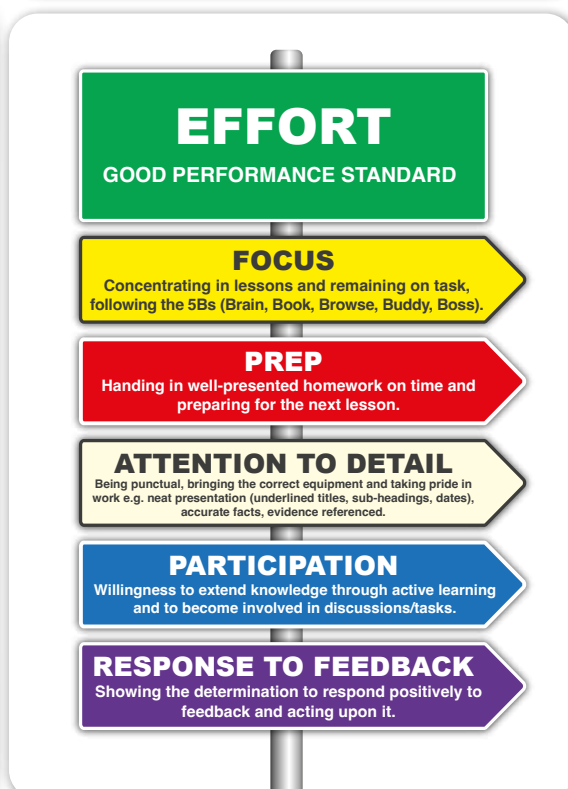 EFFORT
GOOD PERFORMANCE STANDARD
FOCUS
Concentrating in lessons and remaining on task,
following the 5Bs (Brain, Book, Browse, Buddy, Boss).
PREP
Handing in well-presented homework on time and
preparing for the next lesson.
ATTENTION TO DETAIL
Being punctual, bringing the correct equipment and taking pride in
work e.g. neat presentation (underlined titles, sub-headings, dates),
accurate facts, evidence referenced.
PARTICIPATION
Willingness to extend knowledge through active learning
and to become involved in discussions/tasks.
RESPONSE TO FEEDBACK
Showing the determination to respond positively to
feedback and acting upon it.